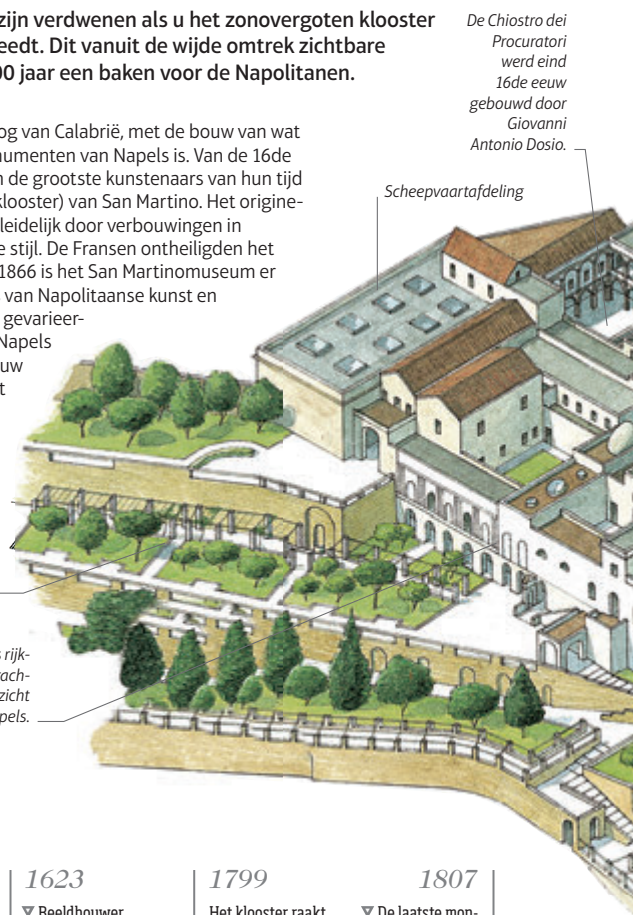 zijn verdwenen als u het zonovergoten klooster
eedt. Dit vanuit de wijde omtrek zichtbare
00 jaar een baken voor de Napolitanen.
og van Calabrië, met de bouw van wat
numenten van Napels is. Van de 16de
n de grootste kunstenaars van hun tijd
klooster) van San Martino. Het origine-
leidelijk door verbouwingen in
e stijl. De Fransen ontheiligden het
1866 is het San Martinomuseum er
van Napolitaanse kunst en
gevarieer-
Napels
uw
t
De Chiostro dei
Procuratori
werd eind
16de eeuw
gebouwd door
Giovanni
Antonio Dosio.
Scheepvaartafdeling
s rijk-
rach-
zicht
pels.
1623
Beeldhouwer
1799
Het klooster raakt
1807
De laatste mon-